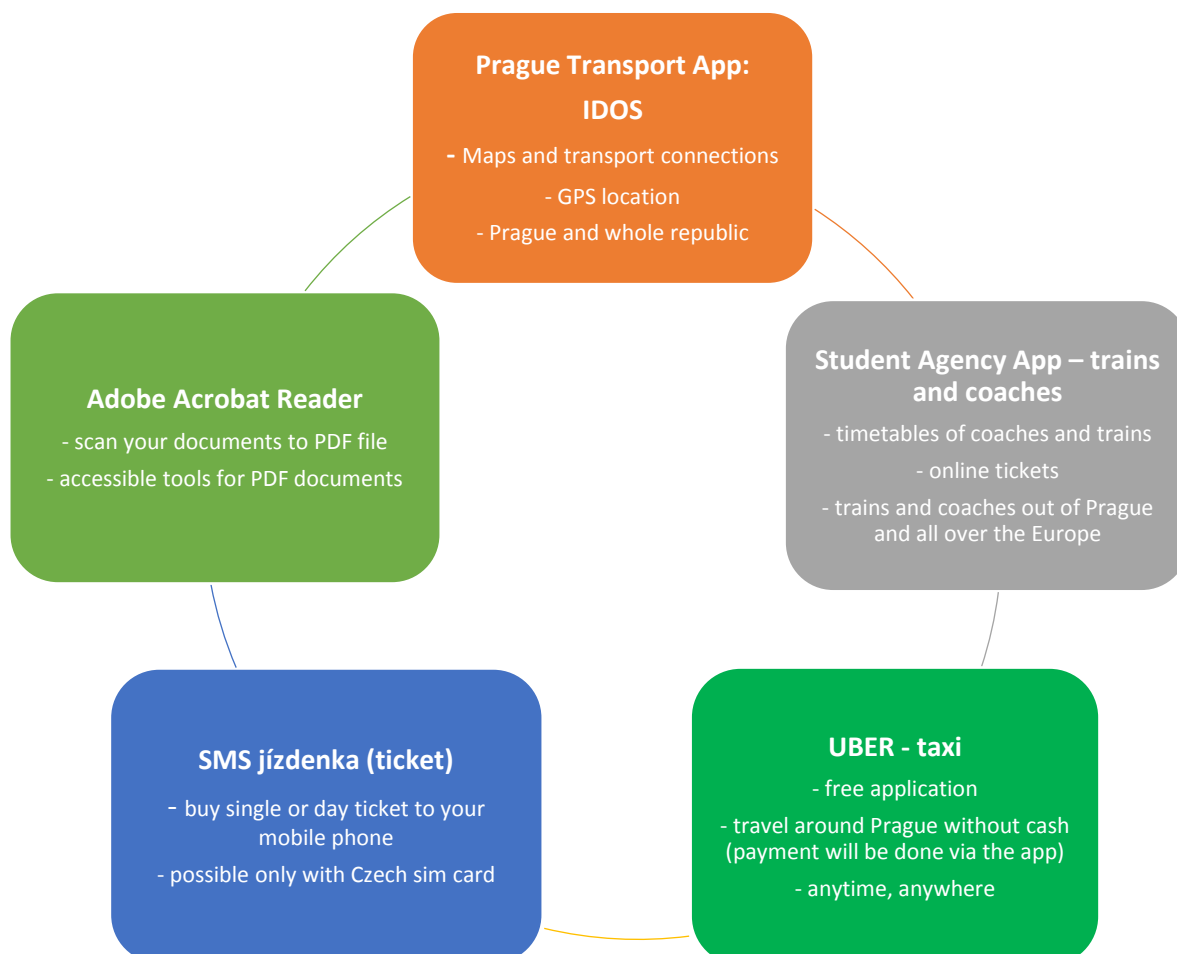 Prague Transport App:
IDOS
- Maps and transport connections
- GPS location
- Prague and whole republic
Student Agency App – trains
and coaches
- timetables of coaches and trains
- online tickets
- trains and coaches out of Prague
and all over the Europe
UBER - taxi
- free application
- travel around Prague without cash
(payment will be done via the app)
- anytime, anywhere
SMS jízdenka (ticket)
- buy single or day ticket to your
mobile phone
- possible only with Czech sim card
Adobe Acrobat Reader
- scan your documents to PDF file
- accessible tools for PDF documents